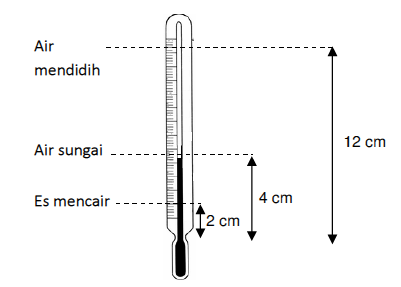 Air
mendidih
12 cm
Air sungai
4 cm
Es mencair
2 cm